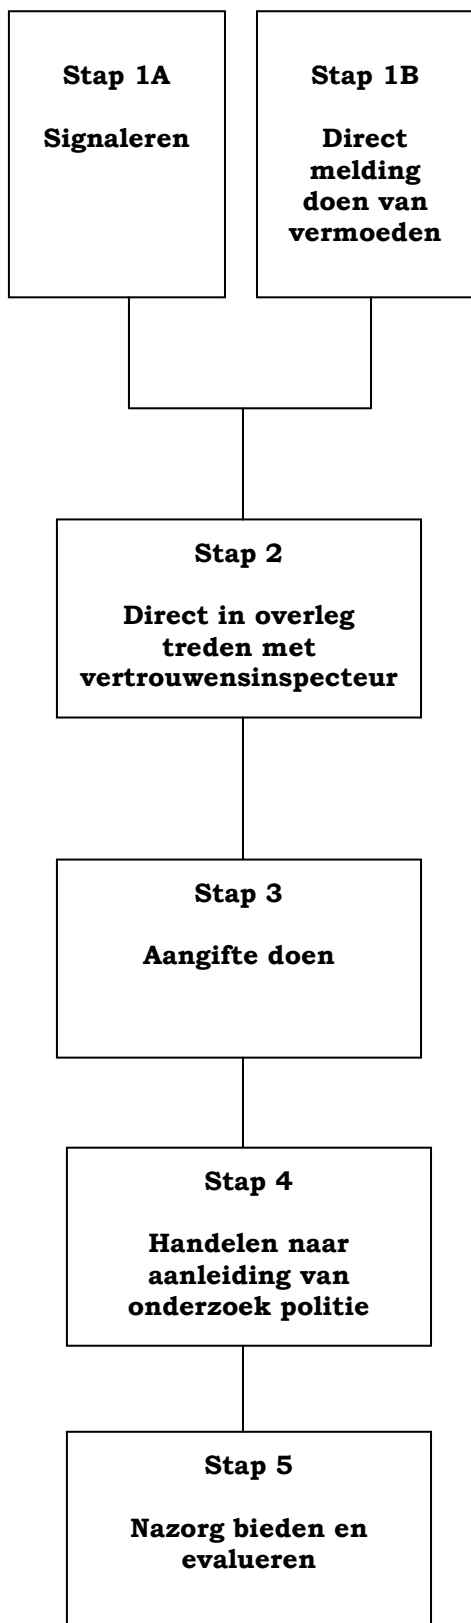 Stap 1A
Signaleren
Stap 1B
Direct
melding
doen van
vermoeden
Stap 2
Direct in overleg
treden met
vertrouwensinspecteur
Stap 3
Aangifte doen
Stap 4
Handelen naar
aanleiding van
onderzoek politie
Stap 5
Nazorg bieden en
evalueren